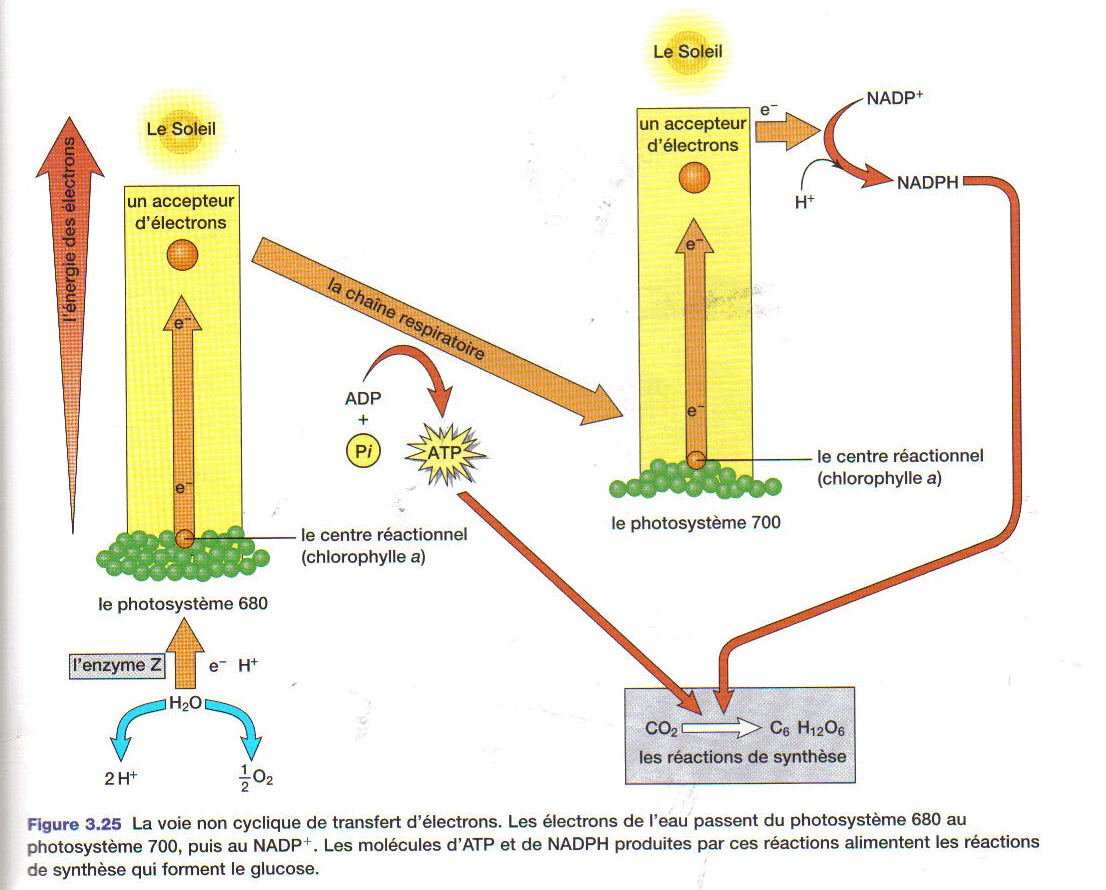 Le Soleil
un accepteur
d'électrons
e⁻
NADP⁺
H⁺
NADPH
Le Soleil
un accepteur
d'électrons
l'énergie des électrons
e⁻
e⁻
la chaîne respiratoire
e⁻
e⁻
ADP
+
Pi
ATP
le centre réactionnel
(chlorophylle a)
le photosystème 700
le centre réactionnel
(chlorophylle a)
le photosystème 680
l'enzyme Z
e⁻ H⁺
H₂O
2 H⁺
½O₂
CO₂
C₆ H₁₂O₆
les réactions de synthèse
Figure 3.25 La voie non cyclique de transfert d'électrons. Les électrons de l'eau passent du photosystème 680 au
photosystème 700, puis au NADP⁺. Les molécules d'ATP et de NADPH produites par ces réactions alimentent les réactions
de synthèse qui forment le glucose.